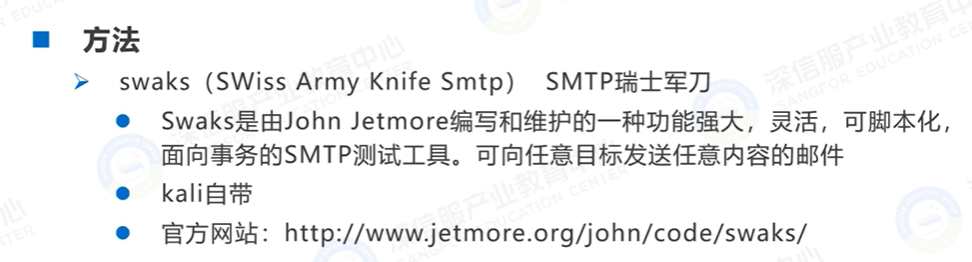 方法
swaks（SWiss Army Knife Smtp） SMTP瑞士军刀
Swaks是由John Jetmore编写和维护的一种功能强大，灵活，可脚本化，
面向事务的SMTP测试工具。可向任意目标发送任意内容的邮件
kali自带
官方网站：http://www.jetmore.org/john/code/swaks/
深信服产业教育中心
SANGFOR EDUCATION CENTER